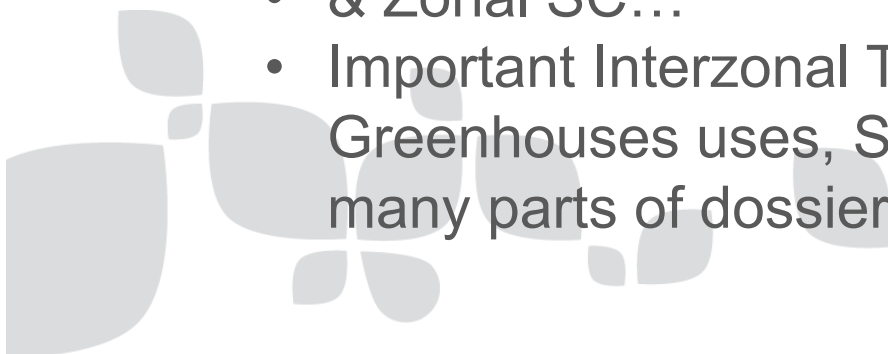 • & Zonal SC…
• Important Interzonal
Greenhouses uses,
many parts of dossier